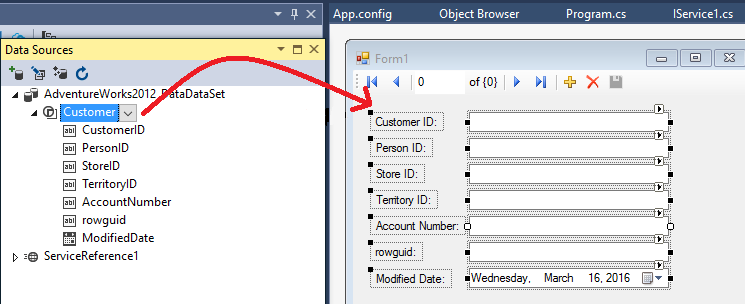 App.config Object Browser Program.cs IService1.cs
Data Sources
AdventureWorks2012_DataDataSet
Customer
CustomerID
PersonID
StoreID
TerritoryID
AccountNumber
rowguid
ModifiedDate
ServiceReference1
Form1
0 of {0}
Customer ID:
Person ID:
Store ID:
Territory ID:
Account Number:
rowguid:
Modified Date: Wednesday, March 16, 2016